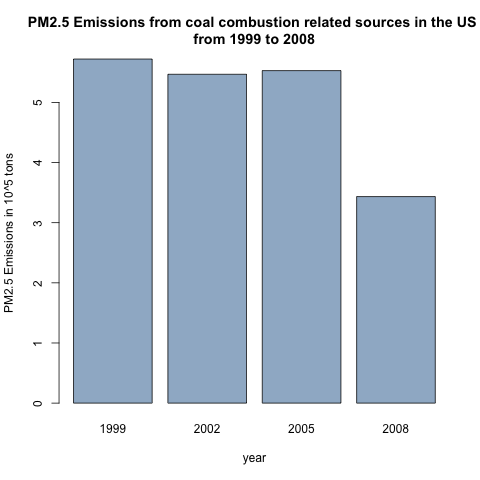 PM2.5 Emissions from coal combustion related sources in the US
from 1999 to 2008
PM2.5 Emissions in 10^5 tons
5
4
3
2
1
0
1999 2002 2005 2008
year